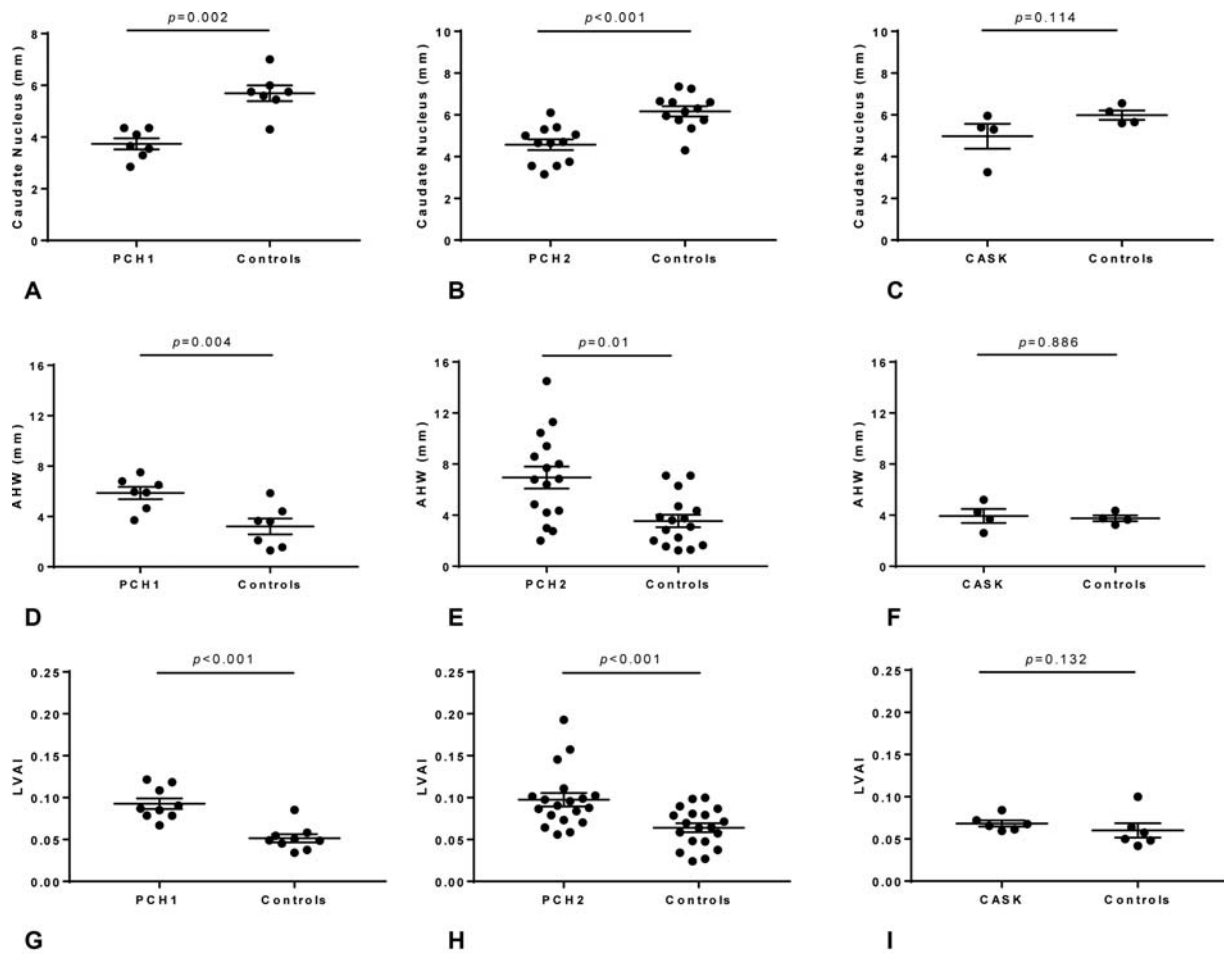 p=0.002
Caudate Nucleus (mm)
8
6
4
2
0
PCH1 Controls
A
p<0.001
Caudate Nucleus (mm)
10
8
6
4
2
0
PCH2 Controls
B
p=0.114
Caudate Nucleus (mm)
10
8
6
4
2
0
CASK Controls
C
p=0.004
AHW (mm)
16
12
8
4
0
PCH1 Controls
D
p=0.01
AHW (mm)
16
12
8
4
0
PCH2 Controls
E
p=0.886
AHW (mm)
16
12
8
4
0
CASK Controls
F
p<0.001
LVAI
0.25
0.20
0.15
0.10
0.05
0.00
PCH1 Controls
G
p<0.001
LVAI
0.25
0.20
0.15
0.10
0.05
0.00
PCH2 Controls
H
p=0.132
LVAI
0.25
0.20
0.15
0.10
0.05
0.00
CASK Controls
I